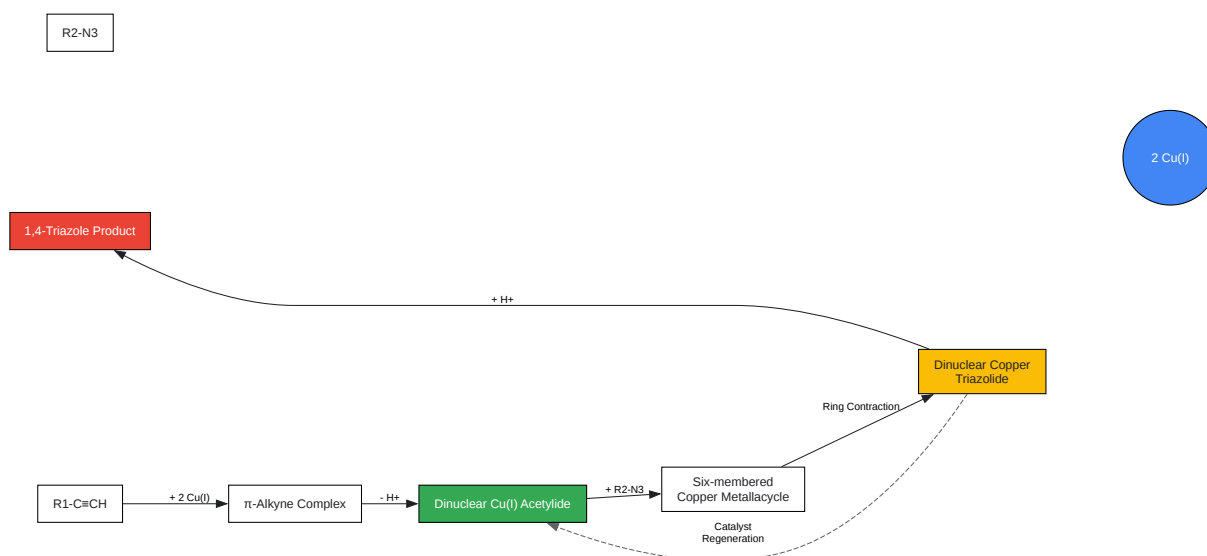 R2-N3
2 Cu(I)
1,4-Triazole Product
+ H+
Dinuclear Copper
Triazolide
Ring Contraction
R1-C≡CH
+ 2 Cu(I)
π-Alkyne Complex
- H+
Dinuclear Cu(I) Acetylide
+ R2-N3
Six-membered
Copper Metallacycle
Catalyst
Regeneration